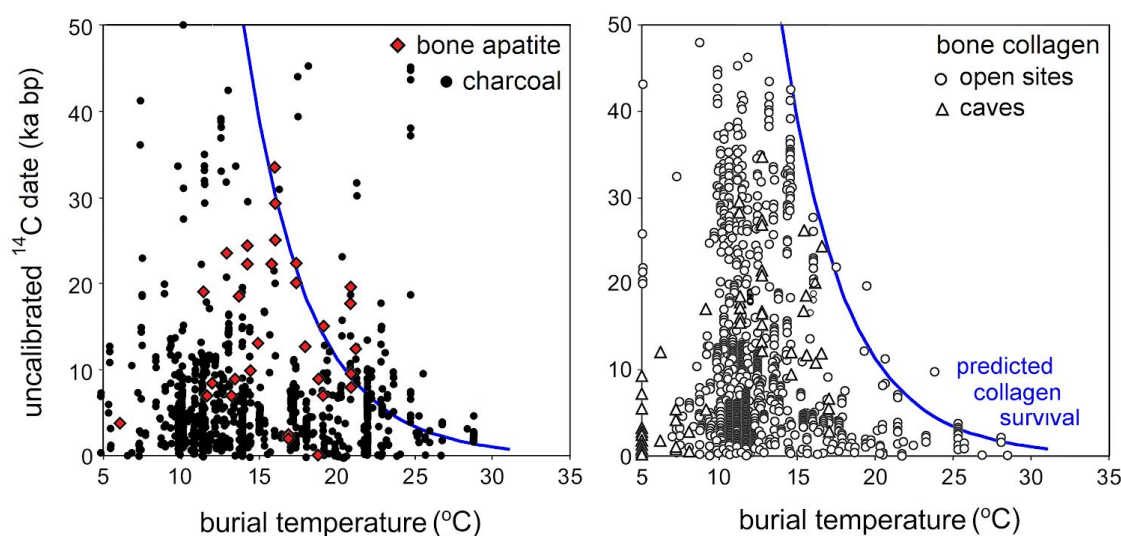 uncalibrated ¹⁴C date (ka bp)
50
40
30
20
10
0
5
10
15
20
25
30
35
burial temperature (°C)
bone apatite
charcoal
50
40
30
20
10
0
5
10
15
20
25
30
35
burial temperature (°C)
bone collagen
open sites
caves
predicted
collagen
survival